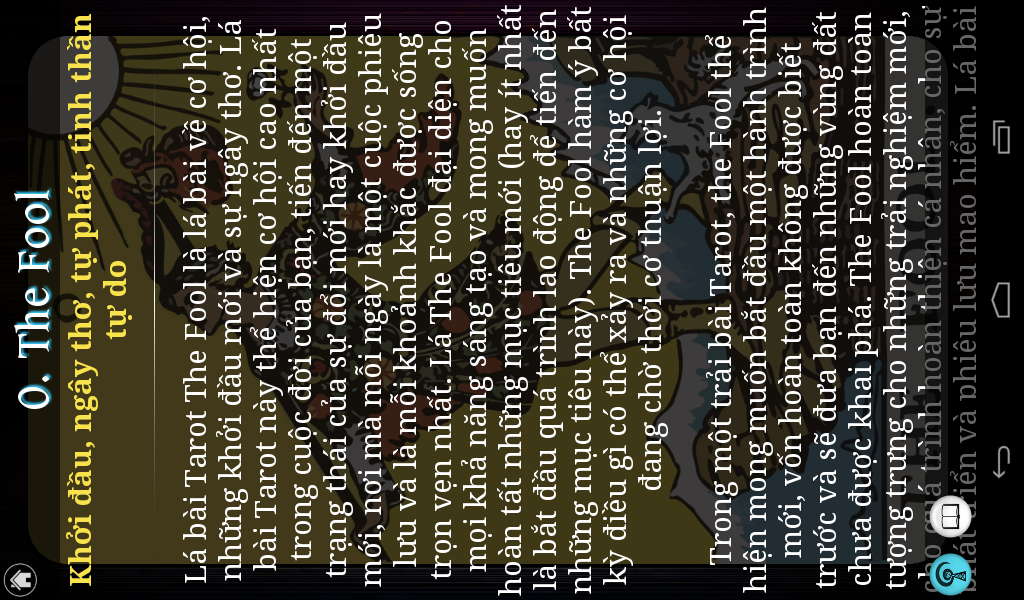 0. The Fool
Khởi đầu, ngây thơ, tự phát, tinh thần
tự do
Lá bài Tarot The Fool là lá bài về cơ hội,
những khởi đầu mới và sự ngây thơ. Lá
bài Tarot này thể hiện cơ hội cao nhất
trong cuộc đời của bạn, tiến đến một
trạng thái của sự đổi mới hay khởi đầu
mới, nơi mà mỗi ngày là một cuộc phiêu
lưu và là mỗi khoảnh khắc được sống
trọn vẹn nhất. Lá The Fool đại diện cho
mọi khả năng sáng tạo và mong muốn
hoàn tất những mục tiêu mới (hay ít nhất
là bắt đầu quá trình lao động để tiến đến
những mục tiêu này). The Fool hàm ý bất
kỳ điều gì có thể xảy ra và những cơ hội
đang chờ thời cơ thuận lợi.
Trong một trải bài Tarot, the Fool thể
hiện mong muốn bắt đầu một hành trình
mới, vốn hoàn toàn không được biết
trước và sẽ đưa bạn đến những vùng đất
chưa được khai phá. The Fool hoàn toàn
tượng trưng cho những trải nghiệm mới,
cho quá trình hoàn thiện cá nhân, cho sự
phát triển và phiêu lưu mạo hiểm. Lá bài